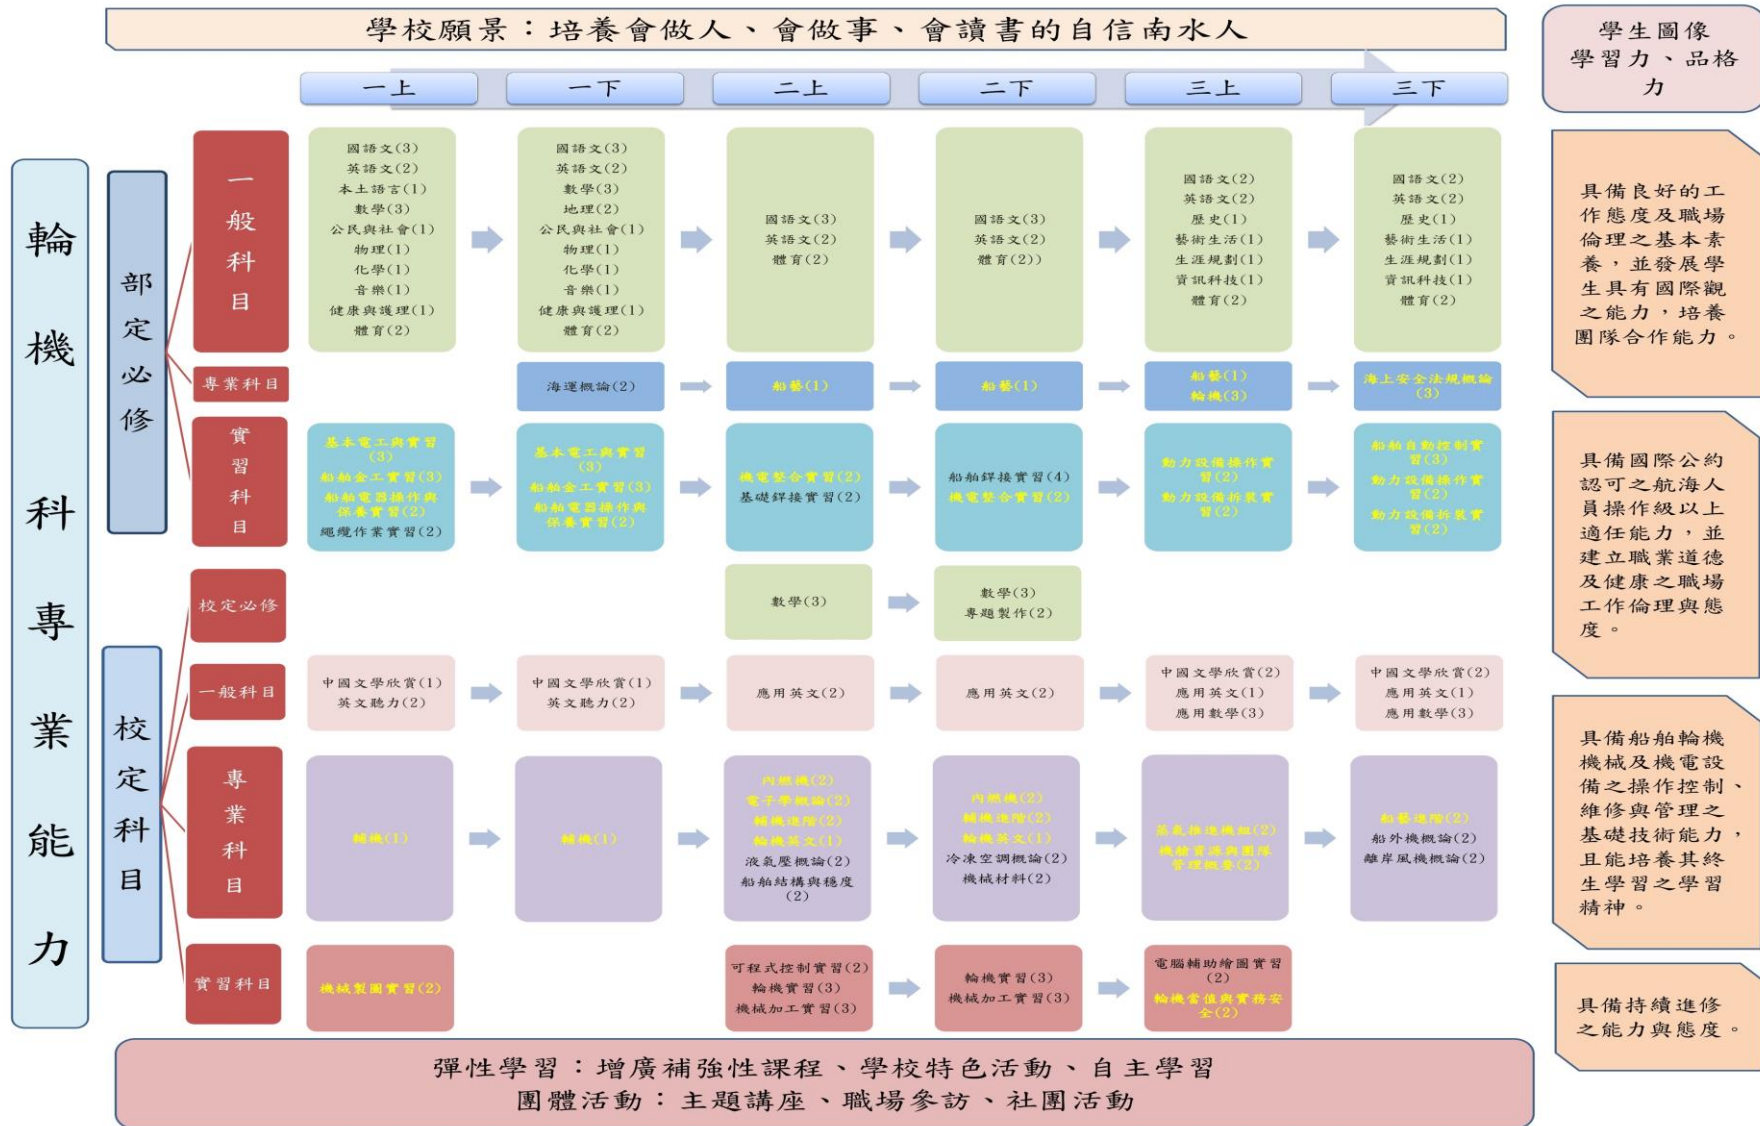 學校願景：培養會做人、會做事、會讀書的自信南水人
學生圖像
學習力、品格
力
一上
一下
二上
二下
三上
三下
輪機科專業能力
部定必修
一般科目
國語文(3)
英語文(2)
本土語言(1)
數學(3)
公民與社會(1)
物理(1)
化學(1)
音樂(1)
健康與護理(1)
體育(2)
國語文(3)
英語文(2)
數學(3)
地理(2)
公民與社會(1)
物理(1)
化學(1)
音樂(1)
健康與護理(1)
體育(2)
國語文(3)
英語文(2)
體育(2)
國語文(3)
英語文(2)
體育(2))
國語文(2)
英語文(2)
歷史(1)
藝術生活(1)
生涯規劃(1)
資訊科技(1)
體育(2)
國語文(2)
英語文(2)
歷史(1)
藝術生活(1)
生涯規劃(1)
資訊科技(1)
體育(2)
專業科目
海運概論(2)
船藝(1)
船藝(1)
船藝(1)
輪機(3)
海上安全法規概論
(3)
實習科目
基本電工與實習
(3)
船舶金工實習(3)
船舶電器操作與
保養實習(2)
繩纜作業實習(2)
基本電工與實習
(3)
船舶金工實習(3)
船舶電器操作與
保養實習(2)
機電整合實習(2)
基礎銲接實習(2)
船舶銲接實習(4)
機電整合實習(2)
動力設備操作實
習(2)
動力設備拆裝實
習(2)
船舶自動控制實
習(3)
動力設備操作實
習(2)
動力設備拆裝實
習(2)
校定科目
校定必修
數學(3)
數學(3)
專題製作(2)
一般科目
中國文學欣賞(1)
英文聽力(2)
中國文學欣賞(1)
英文聽力(2)
應用英文(2)
應用英文(2)
中國文學欣賞(2)
應用英文(1)
應用數學(3)
中國文學欣賞(2)
應用英文(1)
應用數學(3)
專業科目
輔機(1)
輔機(1)
內燃機(2)
電子學概論(2)
輔機進階(2)
輪機英文(1)
液氣壓概論(2)
船舶結構與穩度
(2)
內燃機(2)
輔機進階(2)
輪機英文(1)
冷凍空調概論(2)
機械材料(2)
蒸氣推進機組(2)
機艙資源與團隊
管理概要(2)
船藝進階(2)
船外機概論(2)
離岸風機概論(2)
實習科目
機械製圖實習(2)
可程式控制實習(2)
輪機實習(3)
機械加工實習(3)
輪機實習(3)
機械加工實習(3)
電腦輔助繪圖實習
(2)
輪機當值與實務安
全(2)
具備良好的工
作態度及職場
倫理之基本素
養，並發展學
生具有國際觀
之能力，培養
團隊合作能力。
具備國際公約
認可之航海人
員操作級以上
適任能力，並
建立職業道德
及健康之職場
工作倫理與態
度。
具備船舶輪機
機械及機電設
備之操作控制、
維修與管理之
基礎技術能力，
且能培養其終
生學習之學習
精神。
具備持續進修
之能力與態度。
彈性學習：增廣補強性課程、學校特色活動、自主學習
團體活動：主題講座、職場參訪、社團活動